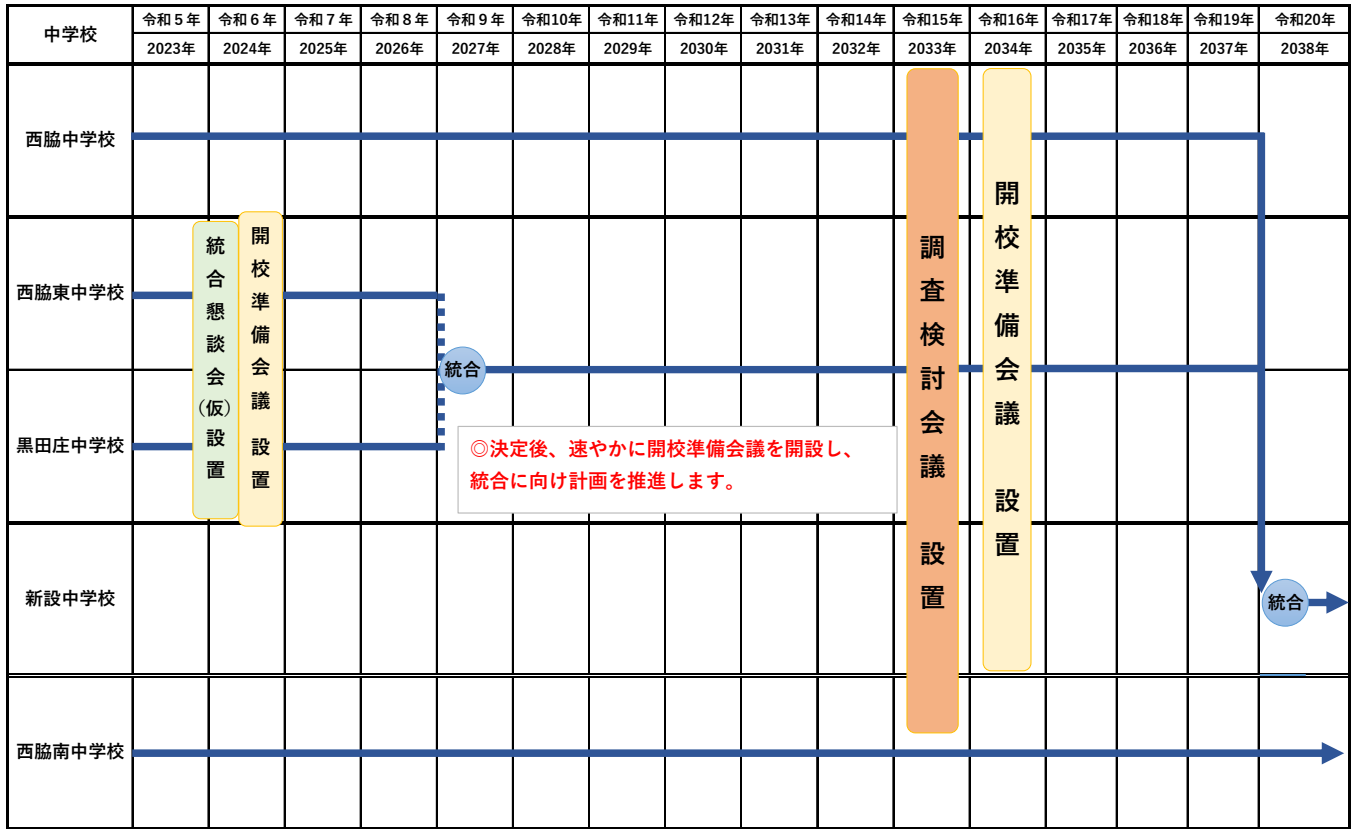 中学校
令和5年 令和6年 令和7年 令和8年 令和9年 令和10年 令和11年 令和12年 令和13年 令和14年 令和15年 令和16年 令和17年 令和18年 令和19年 令和20年
2023年 2024年 2025年 2026年 2027年 2028年 2029年 2030年 2031年 2032年 2033年 2034年 2035年 2036年 2037年 2038年
西脇中学校
西脇東中学校
黒田庄中学校
新設中学校
西脇南中学校
統合懇談会(仮)設置
開校準備会議 設置
統合
◎決定後、速やかに開校準備会議を開設し、
統合に向け計画を推進します。
調査検討会議 設置
開校準備会議 設置
統合